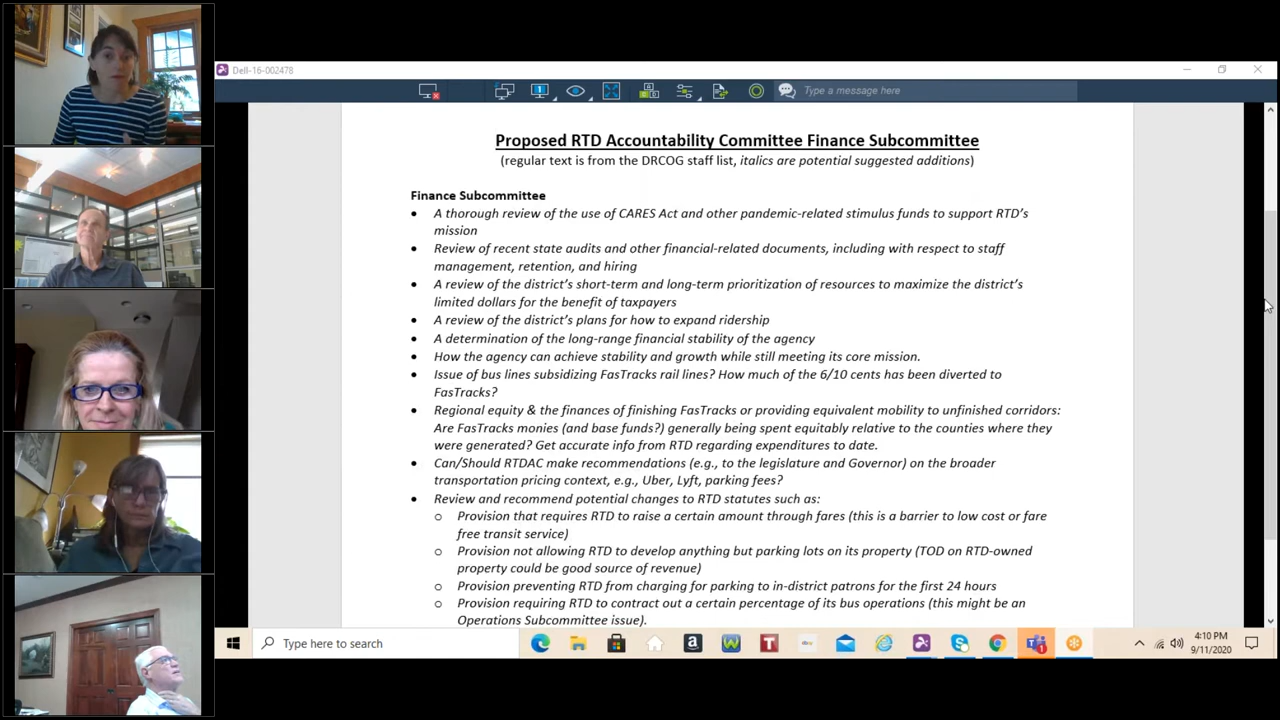 Dell-16-002478
Type a message here
Proposed RTD Accountability Committee Finance Subcommittee
(regular text is from the DRCOG staff list, italics are potential suggested additions)
Finance Subcommittee
• A thorough review of the use of CARES Act and other pandemic-related stimulus funds to support RTD's
mission
• Review of recent state audits and other financial-related documents, including with respect to staff
management, retention, and hiring
• A review of the district's short-term and long-term prioritization of resources to maximize the district's
limited dollars for the benefit of taxpayers
• A review of the district's plans for how to expand ridership
• A determination of the long-range financial stability of the agency
• How the agency can achieve stability and growth while still meeting its core mission.
• Issue of bus lines subsidizing FasTracks rail lines? How much of the 6/10 cents has been diverted to
FasTracks?
• Regional equity & the finances of finishing FasTracks or providing equivalent mobility to unfinished corridors:
Are FasTracks monies (and base funds?) generally being spent equitably relative to the counties where they
were generated? Get accurate info from RTD regarding expenditures to date.
• Can/Should RTDAC make recommendations (e.g., to the legislature and Governor) on the broader
transportation pricing context, e.g., Uber, Lyft, parking fees?
• Review and recommend potential changes to RTD statutes such as:
o Provision that requires RTD to raise a certain amount through fares (this is a barrier to low cost or fare
free transit service)
o Provision not allowing RTD to develop anything but parking lots on its property (TOD on RTD-owned
property could be good source of revenue)
o Provision preventing RTD from charging for parking to in-district patrons for the first 24 hours
o Provision requiring RTD to contract out a certain percentage of its bus operations (this might be an
Operations Subcommittee issue).
Type here to search
4:10 PM
9/11/2020